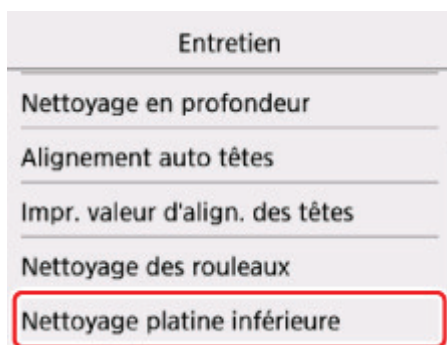 Entretien
Nettoyage en profondeur
Alignement auto têtes
Impr. valeur d'align. des têtes
Nettoyage des rouleaux
Nettoyage platine inférieure